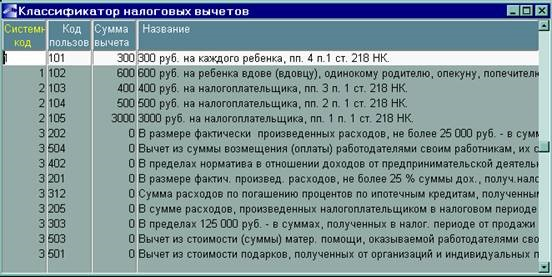 Классификатор налоговых вычетов
Системн код Код пользов Сумма вычета Название
1 101 300 300 руб. на каждого ребенка, пп. 4 п.1 ст. 218 НК.
1 102 600 600 руб. на ребенка вдове (вдовцу), одинокому родителю, опекуну, попечителю
2 103 400 400 руб. на налогоплательщика, пп. 3 п. 1 ст. 218 НК.
2 104 500 500 руб. на налогоплательщика, пп. 2 п. 1 ст. 218 НК.
2 105 3000 3000 руб. на налогоплательщика, пп. 1 п. 1 ст. 218 НК.
3 202 0 В размере фактически произведенных расходов, не более 25 000 руб. - в сумм
3 504 0 Вычет из суммы возмещения (оплаты) работодателями своим работникам, их с
3 402 0 В пределах норматива в отношении доходов от предпринимательской деятельн
3 201 0 В размере фактич. произвед. расходов, не более 25 % суммы дох., получ.нало
3 312 0 Сумма расходов по погашению процентов по ипотечным кредитам, полученным
3 205 0 В сумме расходов, произведенных налогоплательщиком в налоговом периоде
3 303 0 В пределах 125 000 руб. - в суммах, полученных в налог. периоде от продажи
3 503 0 Вычет из стоимости (суммы) матер. помощи, оказываемой работодателями сво
3 501 0 Вычет из стоимости подарков, полученных от организаций и индивидуальных п